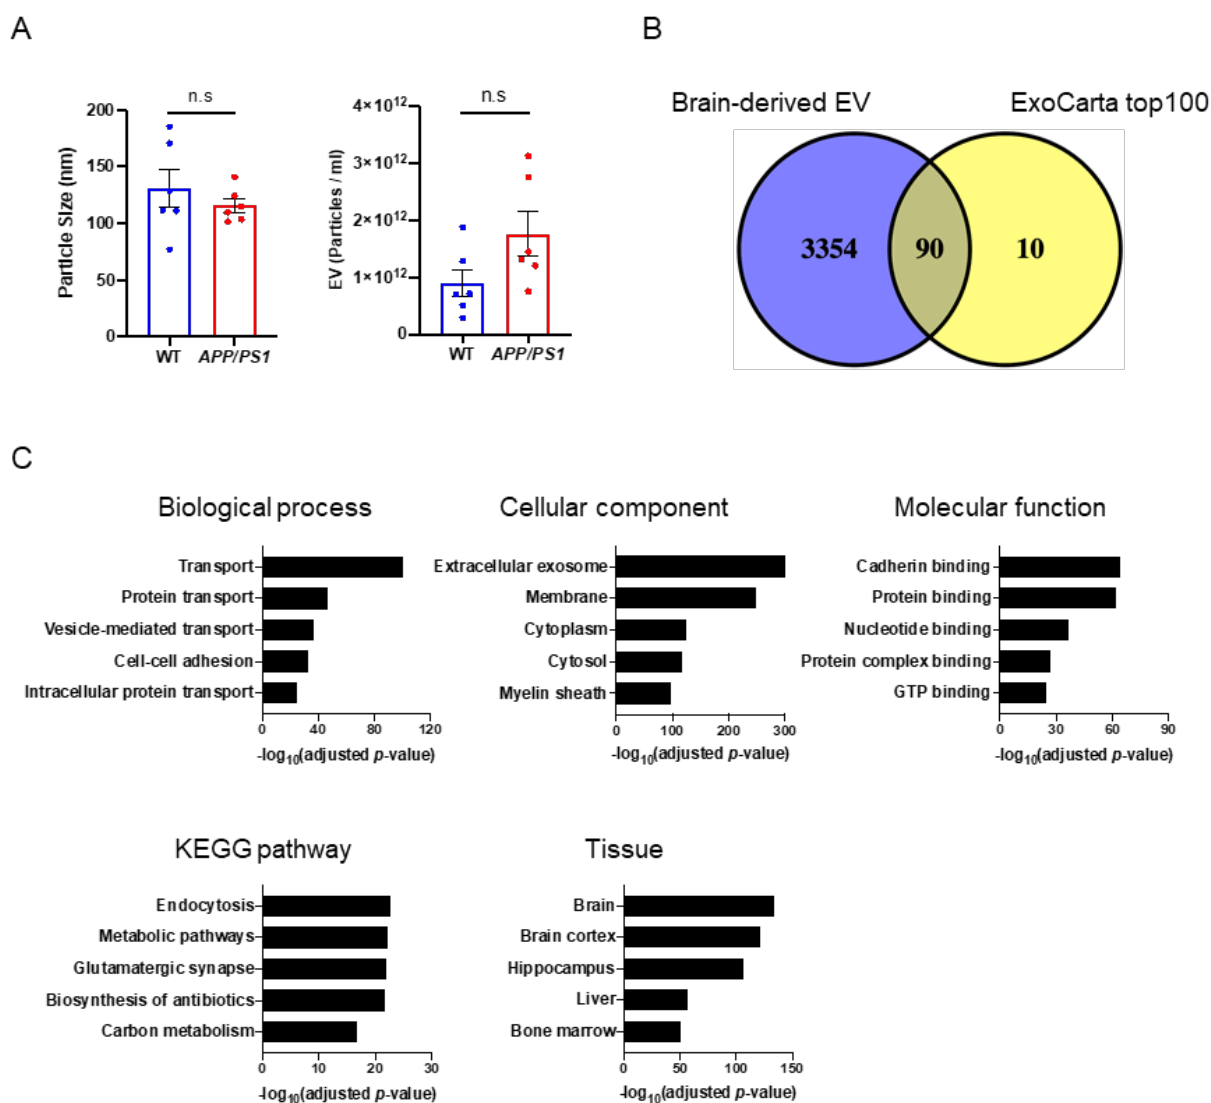 A
B
n.s
n.s
Particle SIze (nm)
200
150
100
50
0
WT
APP/PS1
EV (Particles / ml)
4×10¹²
3×10¹²
2×10¹²
1×10¹²
0
WT
APP/PS1
Brain-derived EV
ExoCarta top100
3354
90
10
C
Biological process
Transport
Protein transport
Vesicle-mediated transport
Cell-cell adhesion
Intracellular protein transport
0 40 80 120
-log₁₀(adjusted p-value)
Cellular component
Extracellular exosome
Membrane
Cytoplasm
Cytosol
Myelin sheath
0 100 200 300
-log₁₀(adjusted p-value)
Molecular function
Cadherin binding
Protein binding
Nucleotide binding
Protein complex binding
GTP binding
0 30 60 90
-log₁₀(adjusted p-value)
KEGG pathway
Endocytosis
Metabolic pathways
Glutamatergic synapse
Biosynthesis of antibiotics
Carbon metabolism
0 10 20 30
-log₁₀(adjusted p-value)
Tissue
Brain
Brain cortex
Hippocampus
Liver
Bone marrow
0 50 100 150
-log₁₀(adjusted p-value)